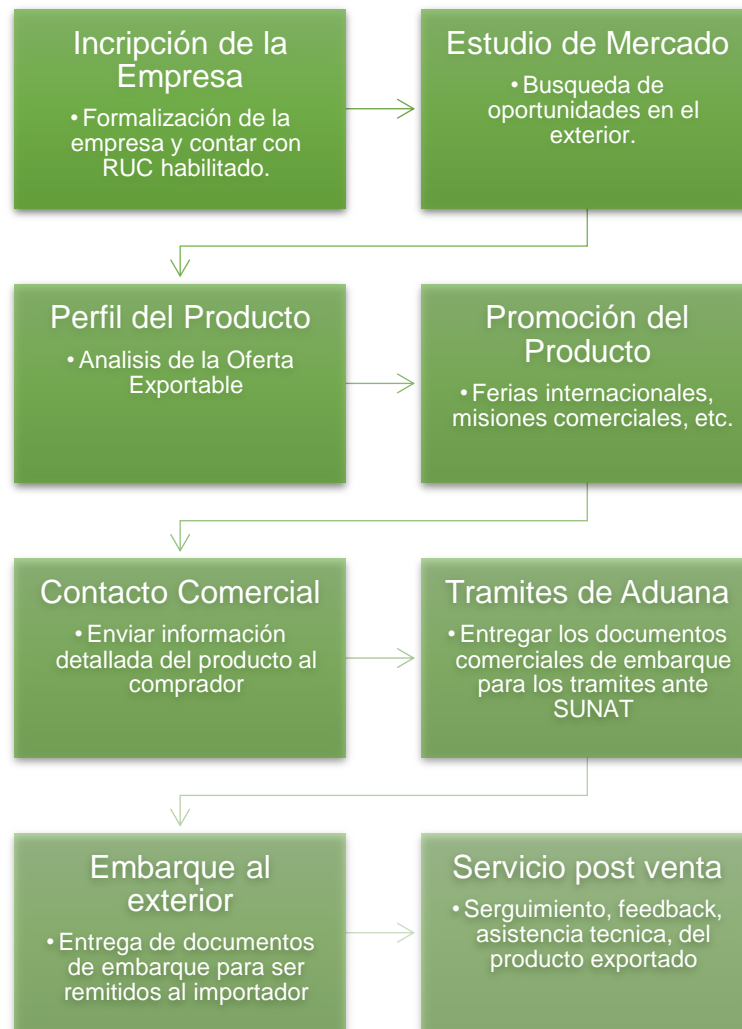 Incripción de la
Empresa
• Formalización de la
empresa y contar con
RUC habilitado.
Estudio de Mercado
• Busqueda de
oportunidades en el
exterior.
Perfil del Producto
• Analisis de la Oferta
Exportable
Promoción del
Producto
• Ferias internacionales,
misiones comerciales, etc.
Contacto Comercial
• Enviar información
detallada del producto al
comprador
Tramites de Aduana
• Entregar los documentos
comerciales de embarque
para los tramites ante
SUNAT
Embarque al
exterior
• Entrega de documentos
de embarque para ser
remitidos al importador
Servicio post venta
• Serguimiento, feedback,
asistencia tecnica, del
producto exportado